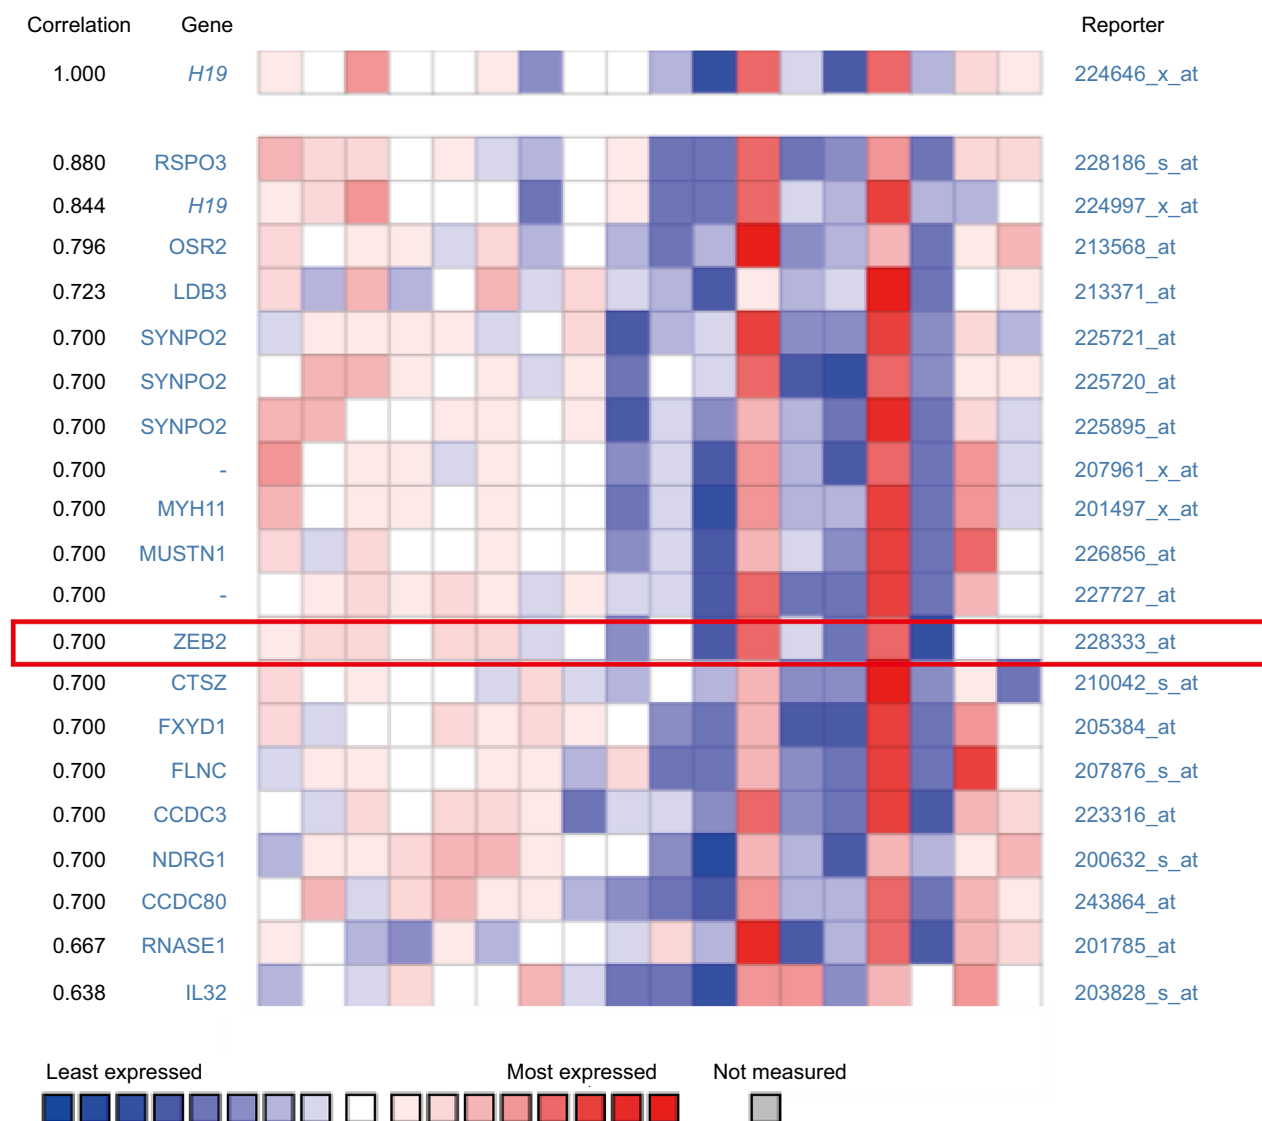 Correlation Gene Reporter
1.000 H19 224646_x_at
0.880 RSPO3 228186_s_at
0.844 H19 224997_x_at
0.796 OSR2 213568_at
0.723 LDB3 213371_at
0.700 SYNPO2 225721_at
0.700 SYNPO2 225720_at
0.700 SYNPO2 225895_at
0.700 - 207961_x_at
0.700 MYH11 201497_x_at
0.700 MUSTN1 226856_at
0.700 - 227727_at
0.700 ZEB2 228333_at
0.700 CTSZ 210042_s_at
0.700 FXYD1 205384_at
0.700 FLNC 207876_s_at
0.700 CCDC3 223316_at
0.700 NDRG1 200632_s_at
0.700 CCDC80 243864_at
0.667 RNASE1 201785_at
0.638 IL32 203828_s_at
Least expressed Most expressed Not measured